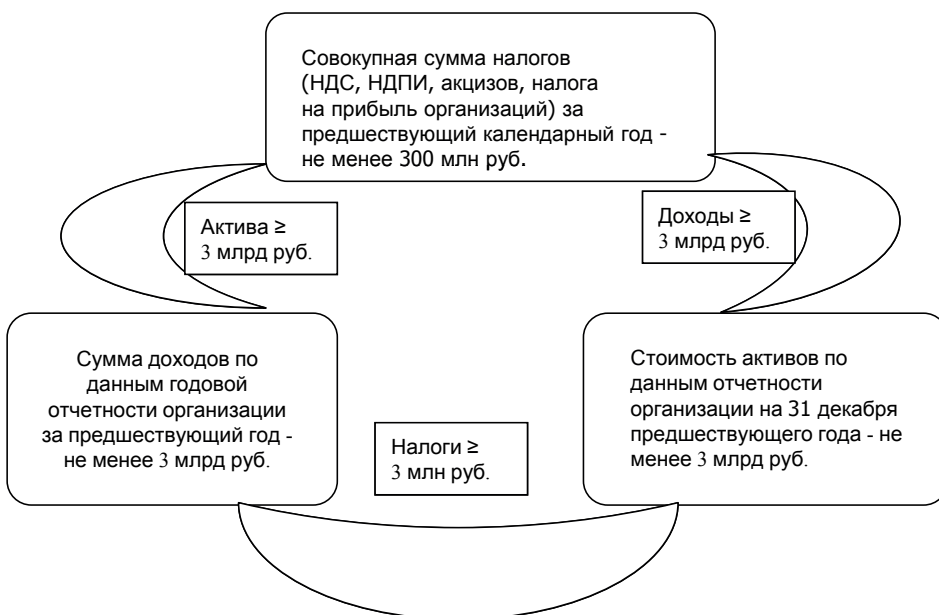 Совокупная сумма налогов
(НДС, НДПИ, акцизов, налога
на прибыль организаций) за
предшествующий календарный год -
не менее 300 млн руб.
Актива ≥
3 млрд руб.
Доходы ≥
3 млрд руб.
Сумма доходов по
данным годовой
отчетности организации
за предшествующий год -
не менее 3 млрд руб.
Налоги ≥
3 млн руб.
Стоимость активов по
данным отчетности
организации на 31 декабря
предшествующего года - не
менее 3 млрд руб.